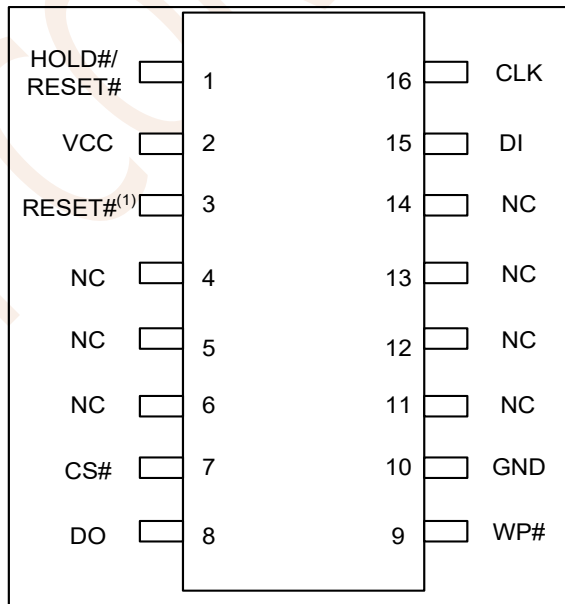 HOLD#/
RESET# 1 16 CLK
VCC 2 15 DI
RESET#(1) 3 14 NC
NC 4 13 NC
NC 5 12 NC
NC 6 11 NC
CS# 7 10 GND
DO 8 9 WP#